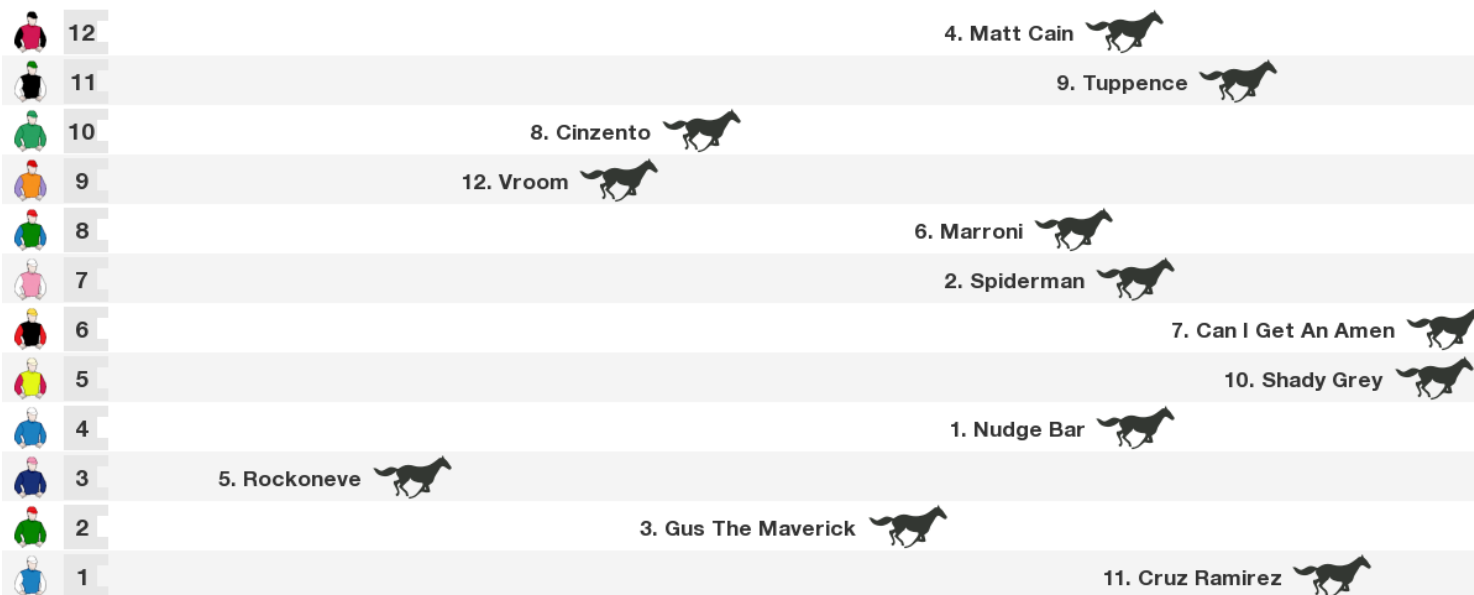 12 4. Matt Cain
11 9. Tuppence
10 8. Cinzento
9 12. Vroom
8 6. Marroni
7 2. Spiderman
6 7. Can I Get An Amen
5 10. Shady Grey
4 1. Nudge Bar
3 5. Rockoneve
2 3. Gus The Maverick
1 11. Cruz Ramirez